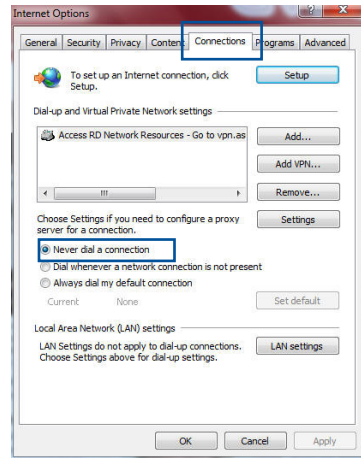 Internet Options
General Security Privacy Content Connections Programs Advanced
To set up an Internet connection, click
Setup.
Setup
Dial-up and Virtual Private Network settings
Access RD Network Resources - Go to vpn.as
Add...
Add VPN...
Remove...
Choose Settings if you need to configure a proxy
server for a connection.
Settings
Never dial a connection
Dial whenever a network connection is not present
Always dial my default connection
Current None
Set default
Local Area Network (LAN) settings
LAN Settings do not apply to dial-up connections.
Choose Settings above for dial-up settings.
LAN settings
OK Cancel Apply